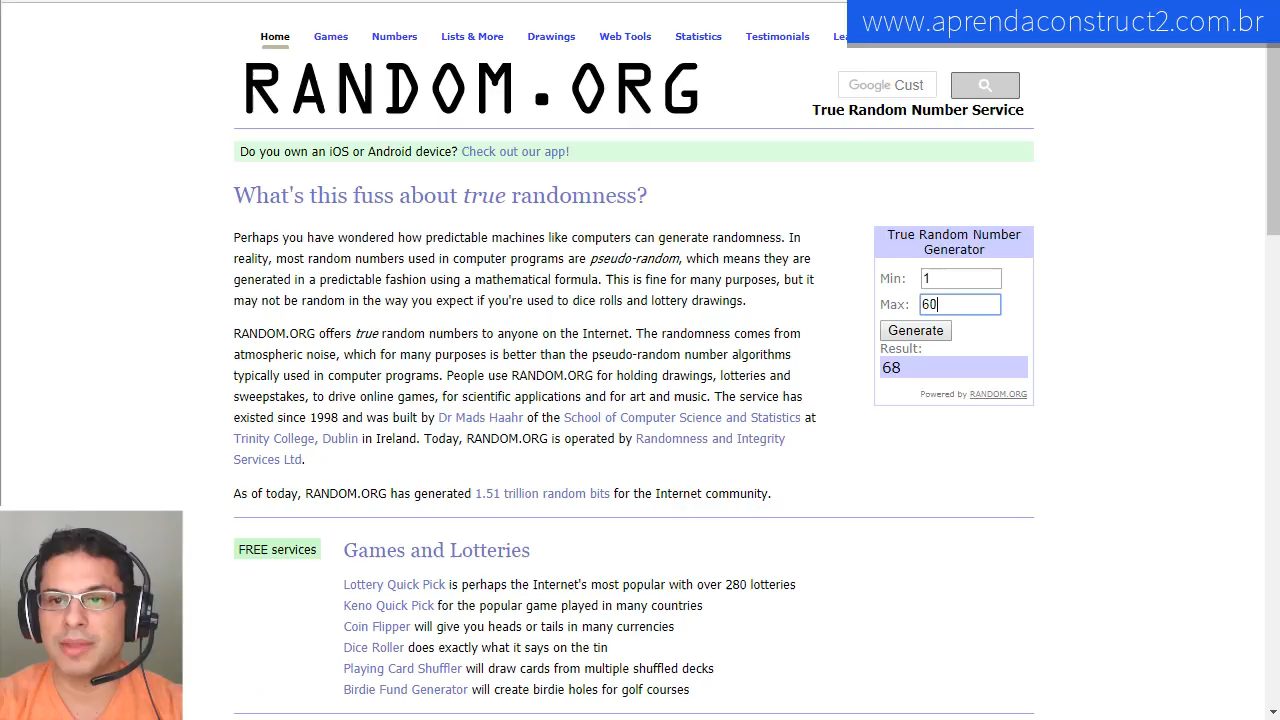 www.aprendaconstruct2.com.br
Home Games Numbers Lists & More Drawings Web Tools Statistics Testimonials
RANDOM.ORG
Google Cust
True Random Number Service
Do you own an iOS or Android device? Check out our app!
What's this fuss about true randomness?
Perhaps you have wondered how predictable machines like computers can generate randomness. In
reality, most random numbers used in computer programs are pseudo-random, which means they are
generated in a predictable fashion using a mathematical formula. This is fine for many purposes, but it
may not be random in the way you expect if you're used to dice rolls and lottery drawings.
RANDOM.ORG offers true random numbers to anyone on the Internet. The randomness comes from
atmospheric noise, which for many purposes is better than the pseudo-random number algorithms
typically used in computer programs. People use RANDOM.ORG for holding drawings, lotteries and
sweepstakes, to drive online games, for scientific applications and for art and music. The service has
existed since 1998 and was built by Dr Mads Haahr of the School of Computer Science and Statistics at
Trinity College, Dublin in Ireland. Today, RANDOM.ORG is operated by Randomness and Integrity
Services Ltd.
As of today, RANDOM.ORG has generated 1.51 trillion random bits for the Internet community.
True Random Number
Generator
Min: 1
Max: 60
Generate
Result:
68
Powered by RANDOM.ORG
FREE services
Games and Lotteries
Lottery Quick Pick is perhaps the Internet's most popular with over 280 lotteries
Keno Quick Pick for the popular game played in many countries
Coin Flipper will give you heads or tails in many currencies
Dice Roller does exactly what it says on the tin
Playing Card Shuffler will draw cards from multiple shuffled decks
Birdie Fund Generator will create birdie holes for golf courses